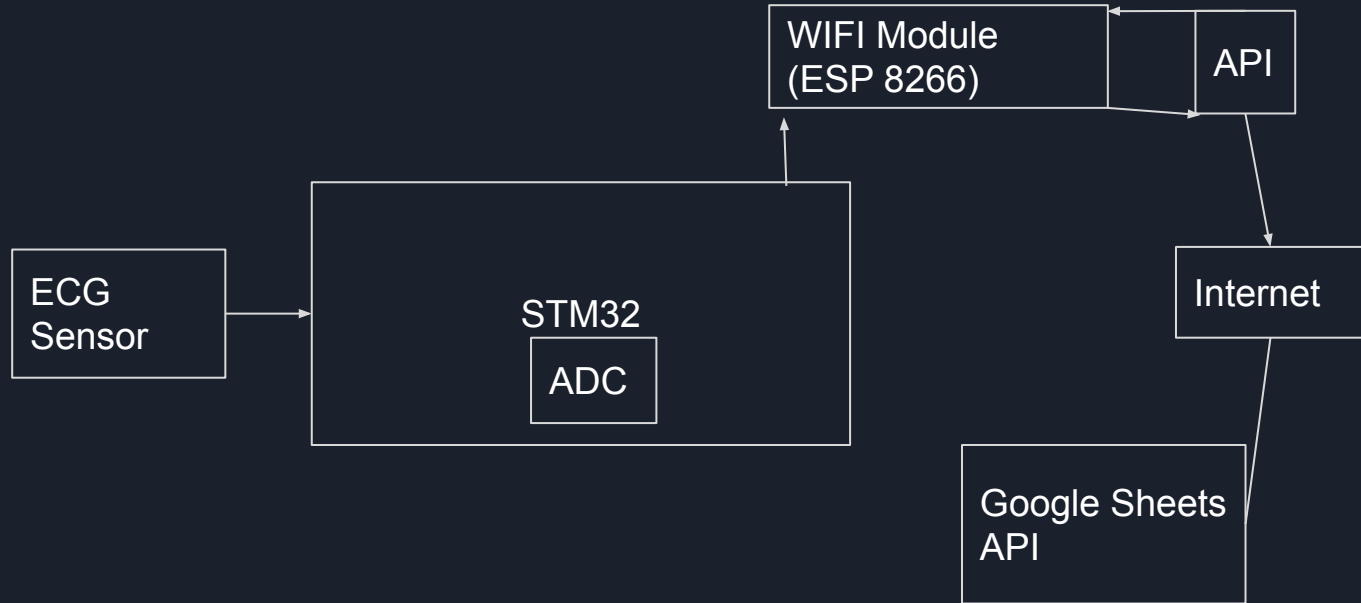 WIFI Module
(ESP 8266)
API
ECG
Sensor
STM32
ADC
Internet
Google Sheets
API